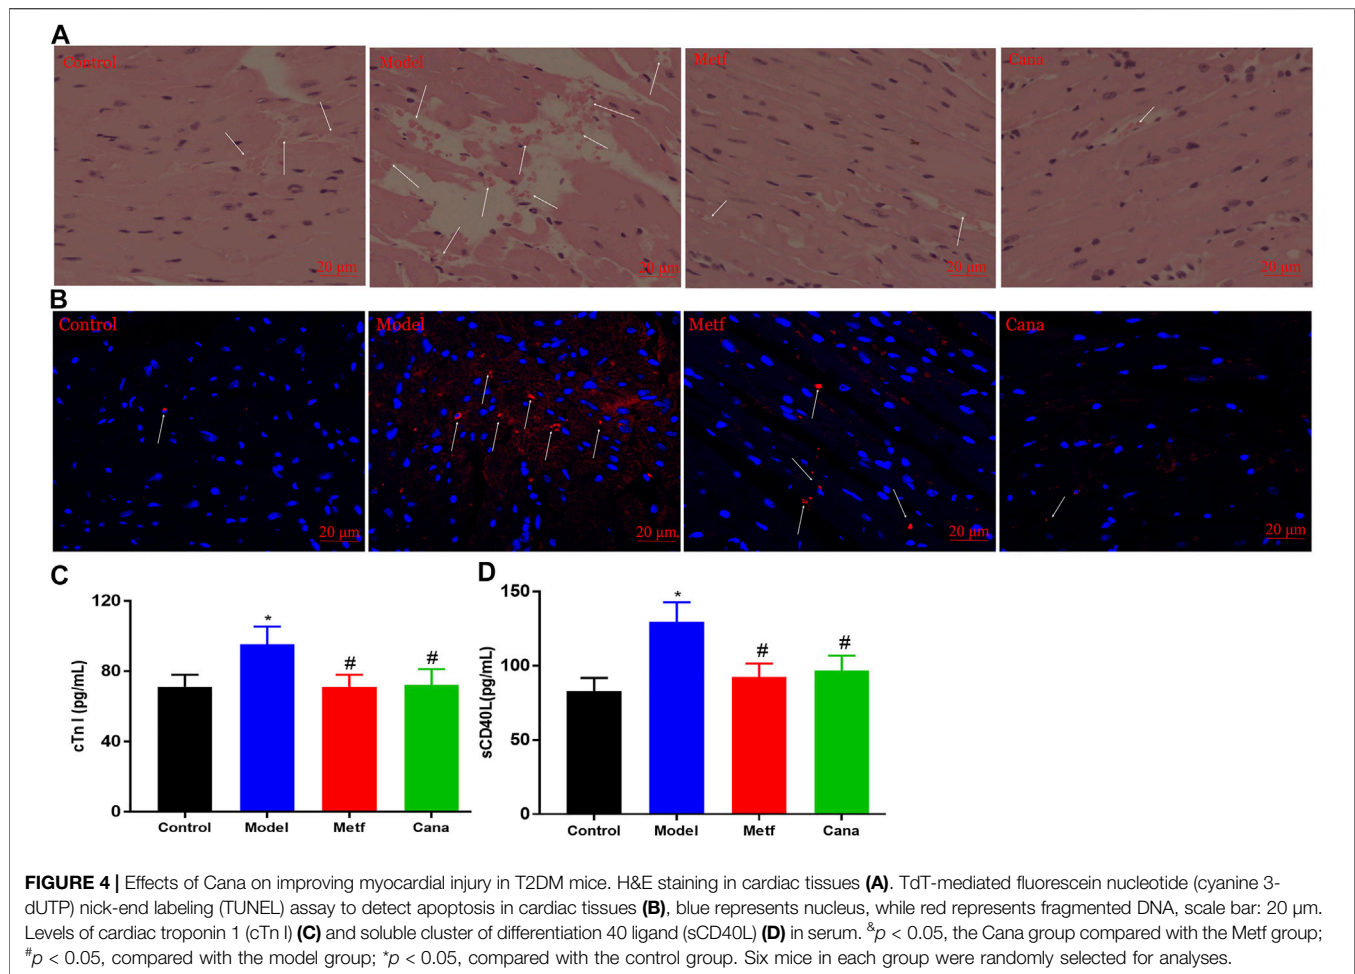 A
Control
Model
Metf
Cana
20 µm
20 µm
20 µm
20 µm
B
Control
Model
Metf
Cana
20 µm
20 µm
20 µm
20 µm
C
cTn I (pg/mL)
120
80
40
0
*
#
#
Control
Model
Metf
Cana
D
sCD40L(pg/mL)
150
100
50
0
*
#
#
Control
Model
Metf
Cana
FIGURE 4 | Effects of Cana on improving myocardial injury in T2DM mice. H&E staining in cardiac tissues (A). TdT-mediated fluorescein nucleotide (cyanine 3-
dUTP) nick-end labeling (TUNEL) assay to detect apoptosis in cardiac tissues (B), blue represents nucleus, while red represents fragmented DNA, scale bar: 20 µm.
Levels of cardiac troponin 1 (cTn I) (C) and soluble cluster of differentiation 40 ligand (sCD40L) (D) in serum. &p < 0.05, the Cana group compared with the Metf group;
#p < 0.05, compared with the model group; *p < 0.05, compared with the control group. Six mice in each group were randomly selected for analyses.